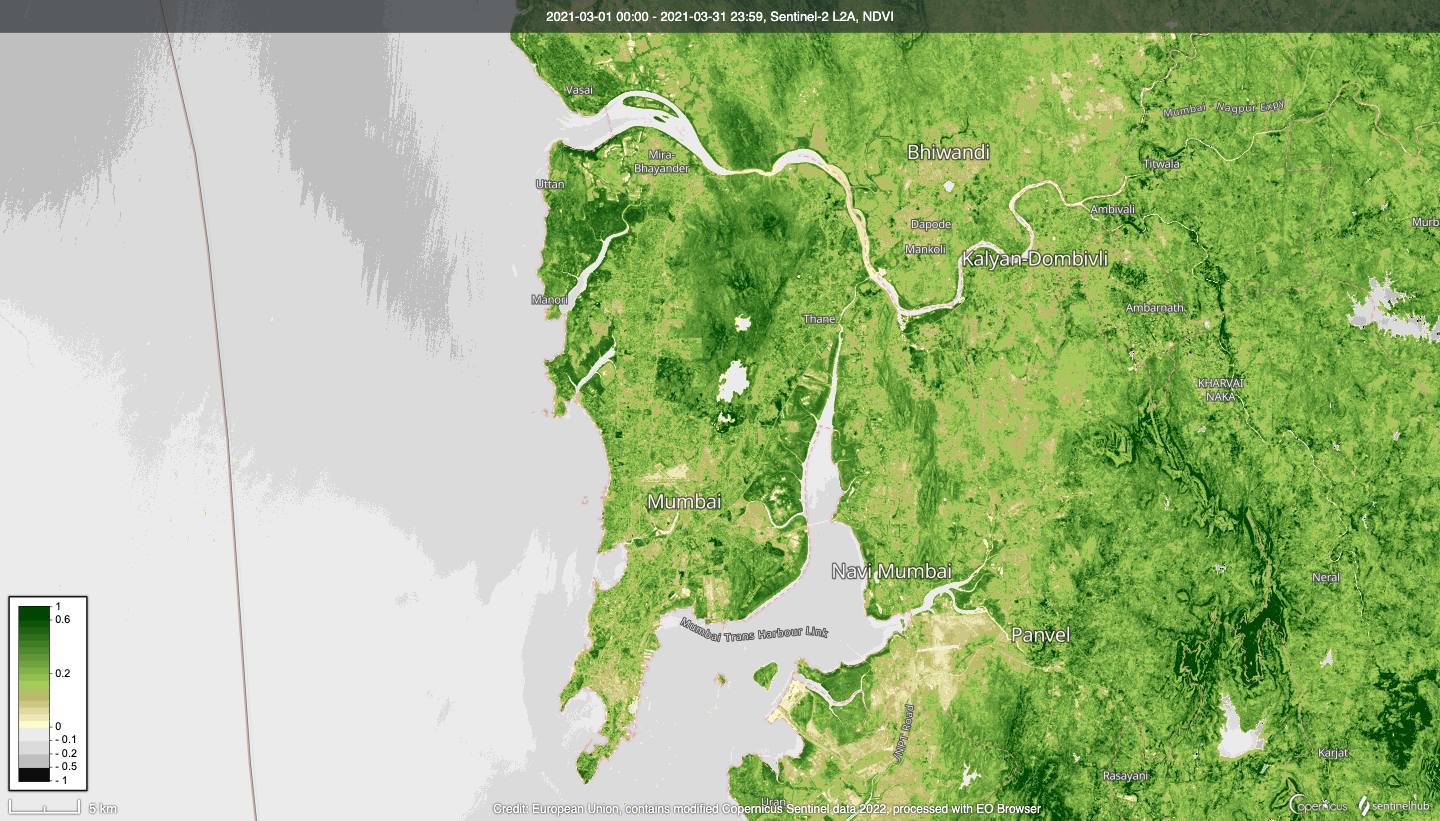 2021-03-01 00:00 - 2021-03-31 23:59, Sentinel-2 L2A, NDVI
Vasai
Mumbai - Nagpur Expy
Bhiwandi
Mira-
Bhayander
Titwala
Uttan
Ambivali
Dapode
Murb
Mankoli
Kalyan-Dombivli
Manori
Ambarnath
Thane
KHARVAI
NAKA
Mumbai
Navi Mumbai
Neral
Mumbai Trans Harbour Link
Panvel
JNPT Road
Karjat
Rasayani
Uran
1
0.6
0.2
0
- 0.1
- 0.2
- 0.5
- 1
5 km
Credit: European Union, contains modified Copernicus Sentinel data 2022, processed with EO Browser
Copernicus
sentinelhub